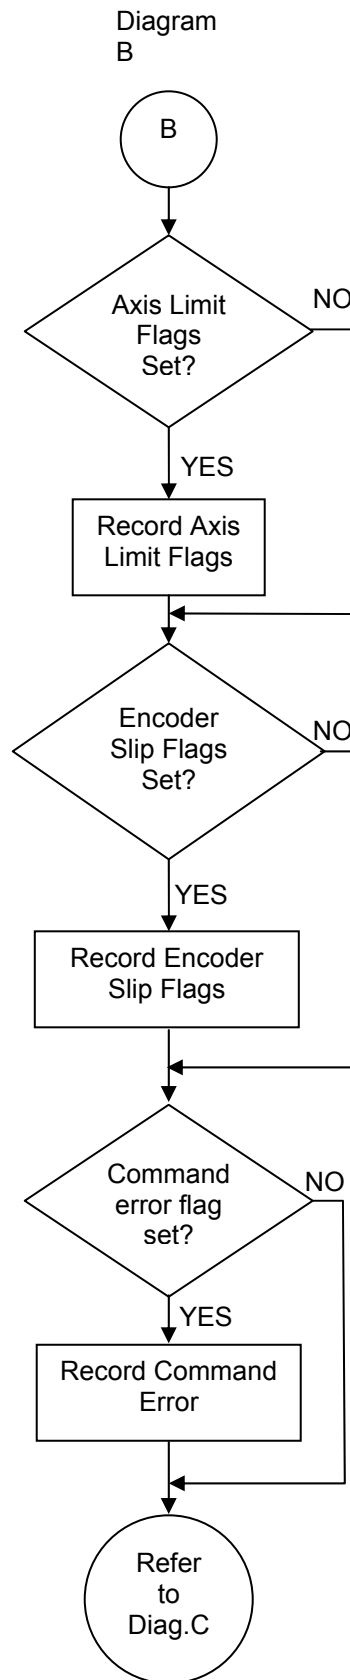 Diagram
B
B
Axis Limit
Flags
Set?
NO
YES
Record Axis
Limit Flags
Encoder
Slip Flags
Set?
NO
YES
Record Encoder
Slip Flags
Command
error flag
set?
NO
YES
Record Command
Error
Refer
to
Diag.C